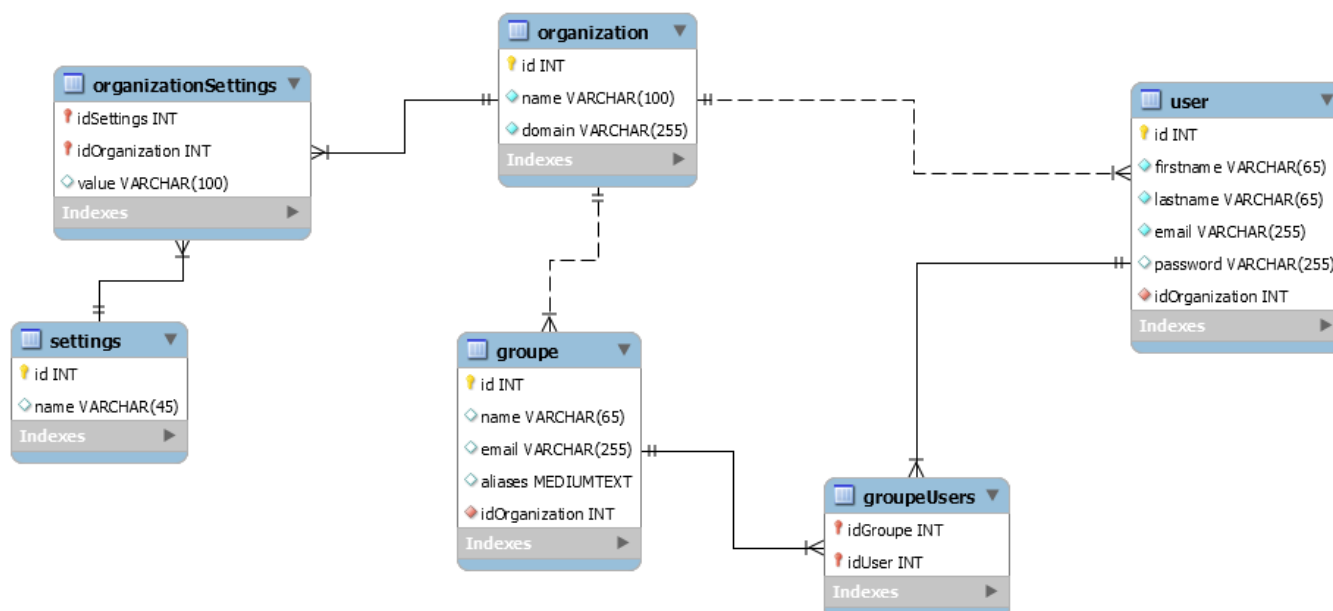 organization
id INT
name VARCHAR(100)
domain VARCHAR(255)
Indexes
organizationSettings
idSettings INT
idOrganization INT
value VARCHAR(100)
Indexes
user
id INT
firstname VARCHAR(65)
lastname VARCHAR(65)
email VARCHAR(255)
password VARCHAR(255)
idOrganization INT
Indexes
settings
id INT
name VARCHAR(45)
Indexes
groupe
id INT
name VARCHAR(65)
email VARCHAR(255)
aliases MEDIUMTEXT
idOrganization INT
Indexes
groupeUsers
idGroupe INT
idUser INT
Indexes